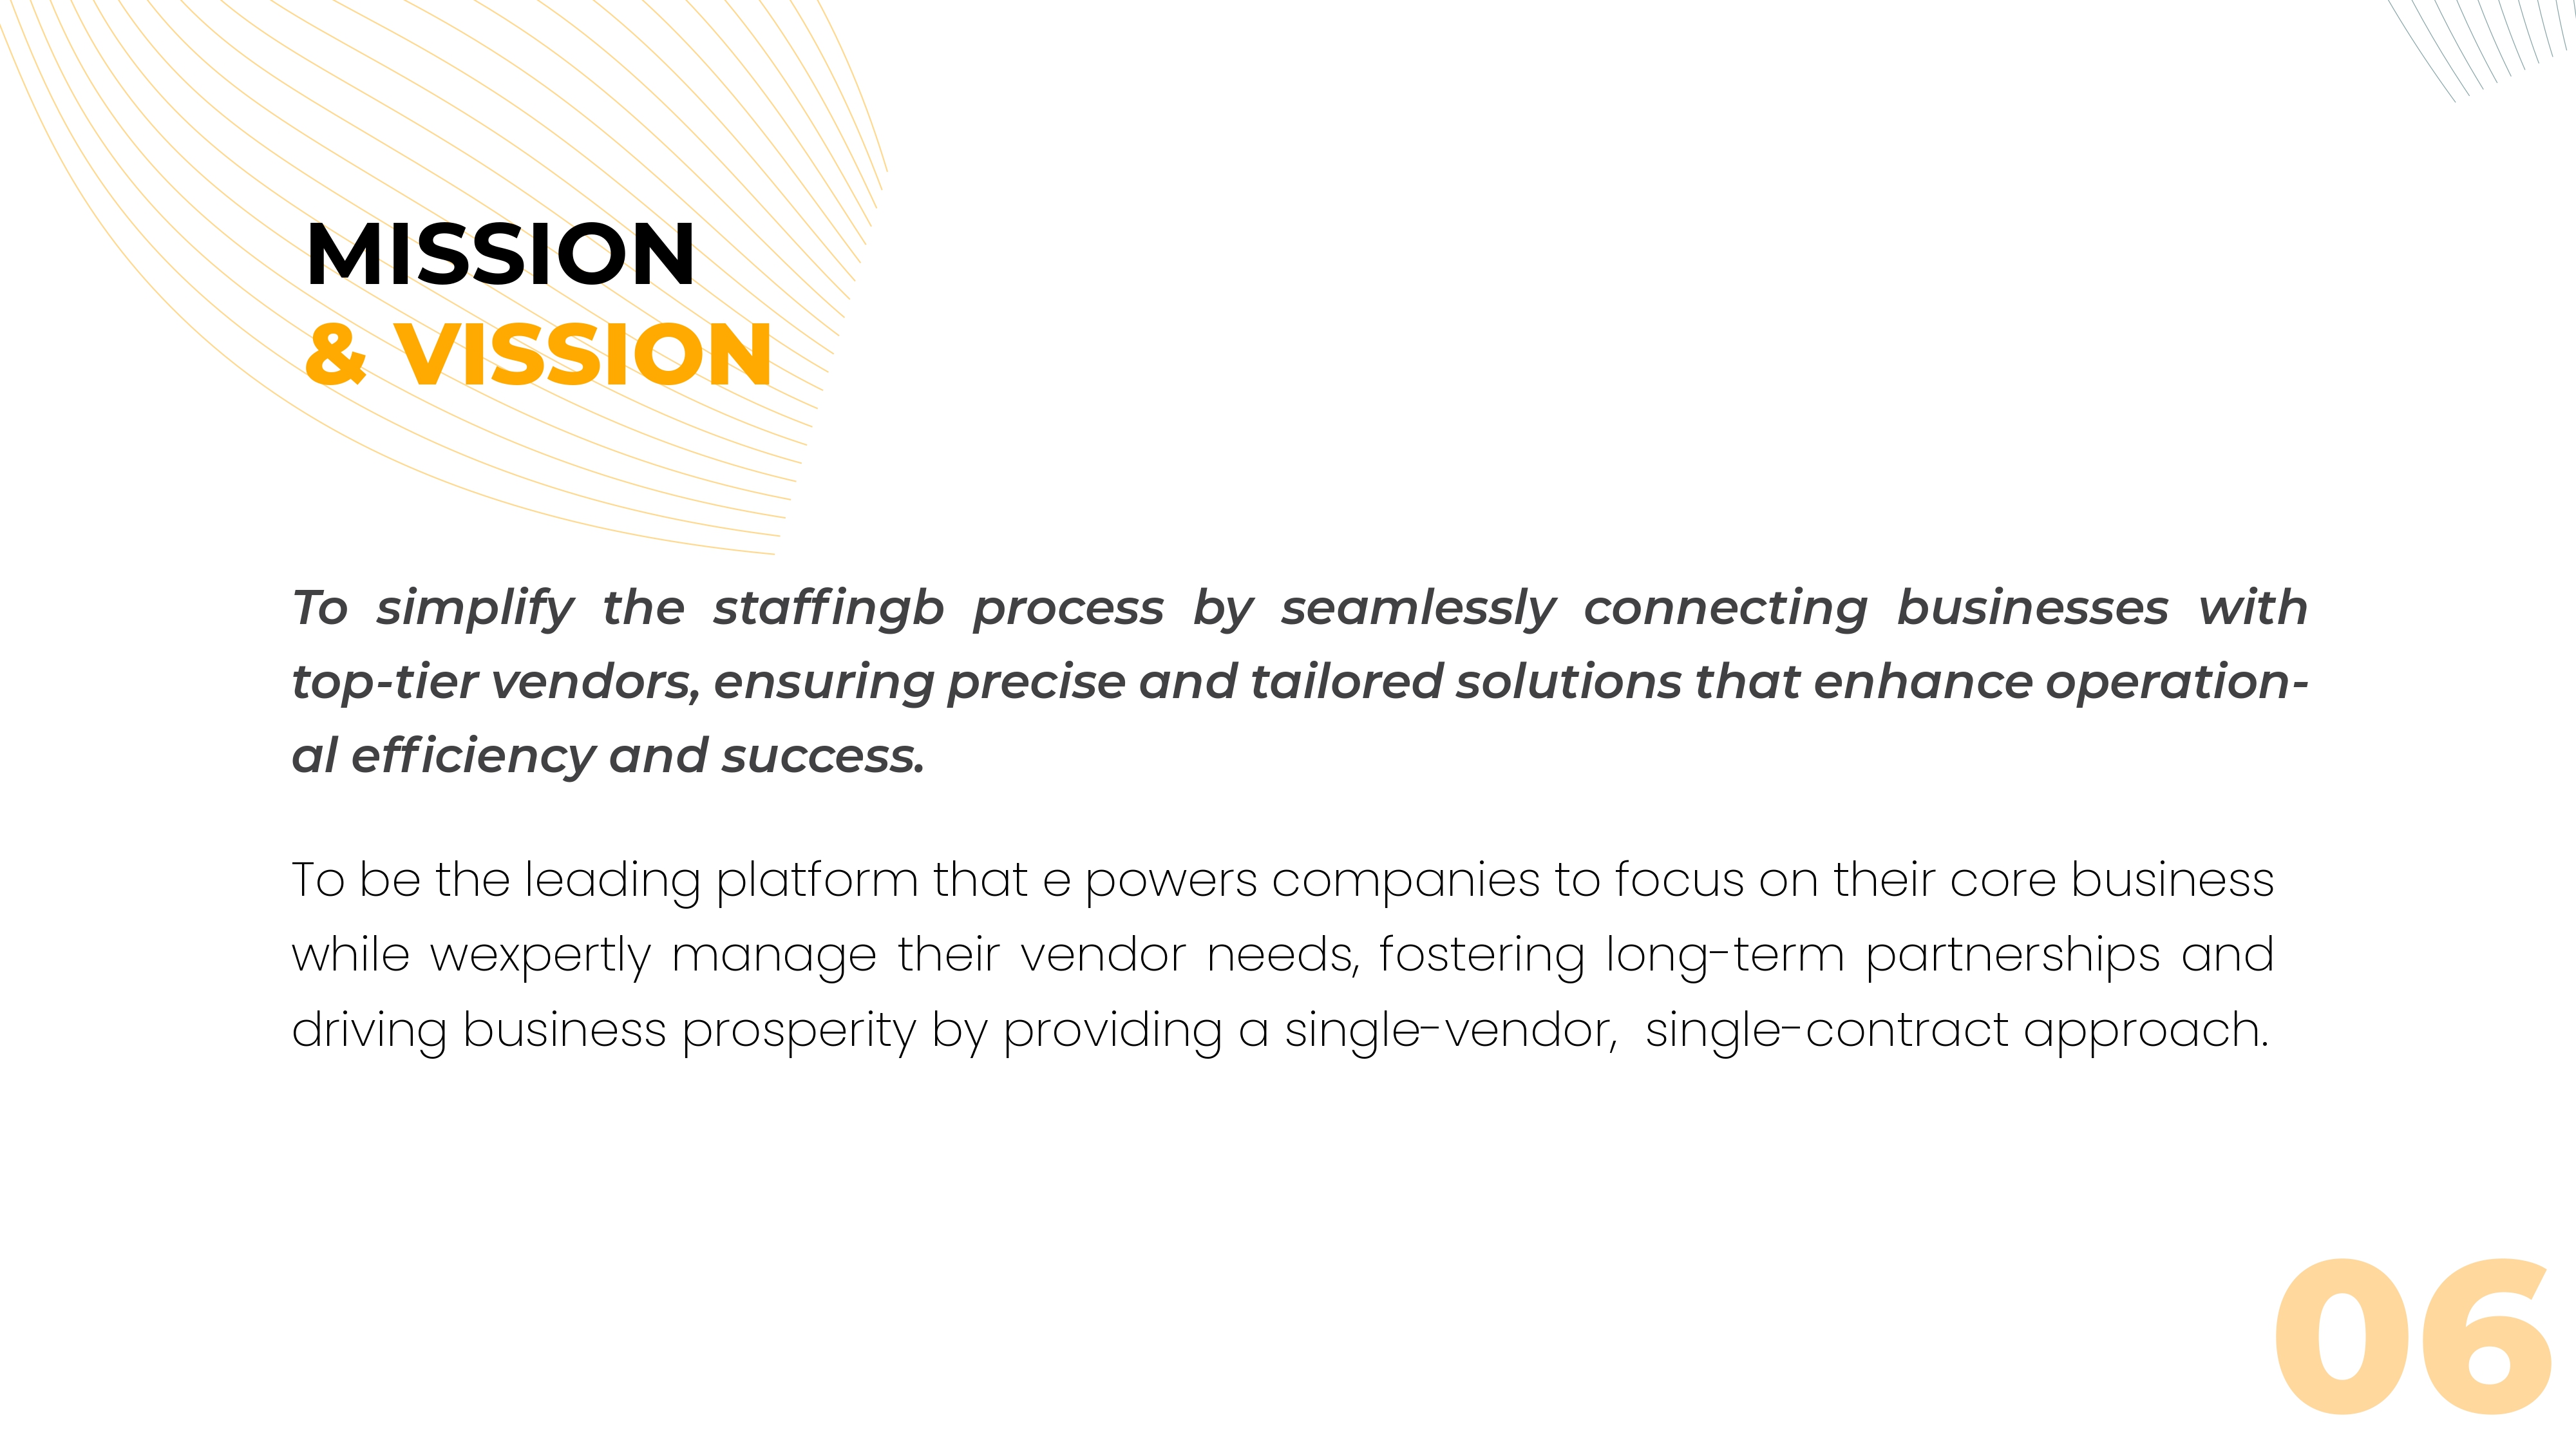 MISSION
& VISSION
To simplify the staffingb process by seamlessly connecting businesses with
top-tier vendors, ensuring precise and tailored solutions that enhance operation-
al efficiency and success.
To be the leading platform that e powers companies to focus on their core business
while wexpertly manage their vendor needs, fostering long-term partnerships and
driving business prosperity by providing a single-vendor,  single-contract approach.
06